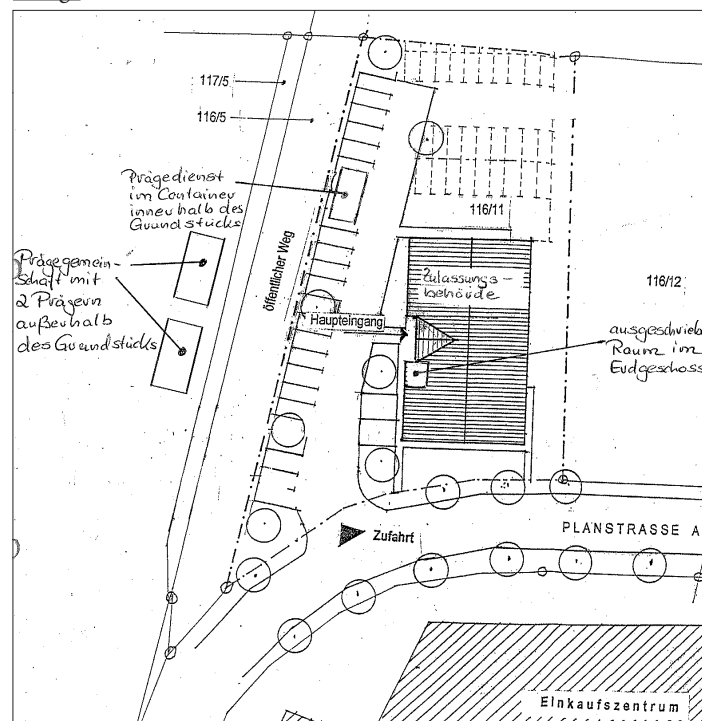 117/5
116/5
Prägedienst
im Container
innerhalb des
Grundstücks
116/11
Prägegemein-
schaft mit
2 Prägern
außerhalb
des Grundstücks
öffentlicher Weg
Zulassungs-
behörde
116/12
Haupteingang
ausgeschrieb
Raum im
Erdgeschoss
PLANSTRASSE A
Zufahrt
Einkaufszentrum